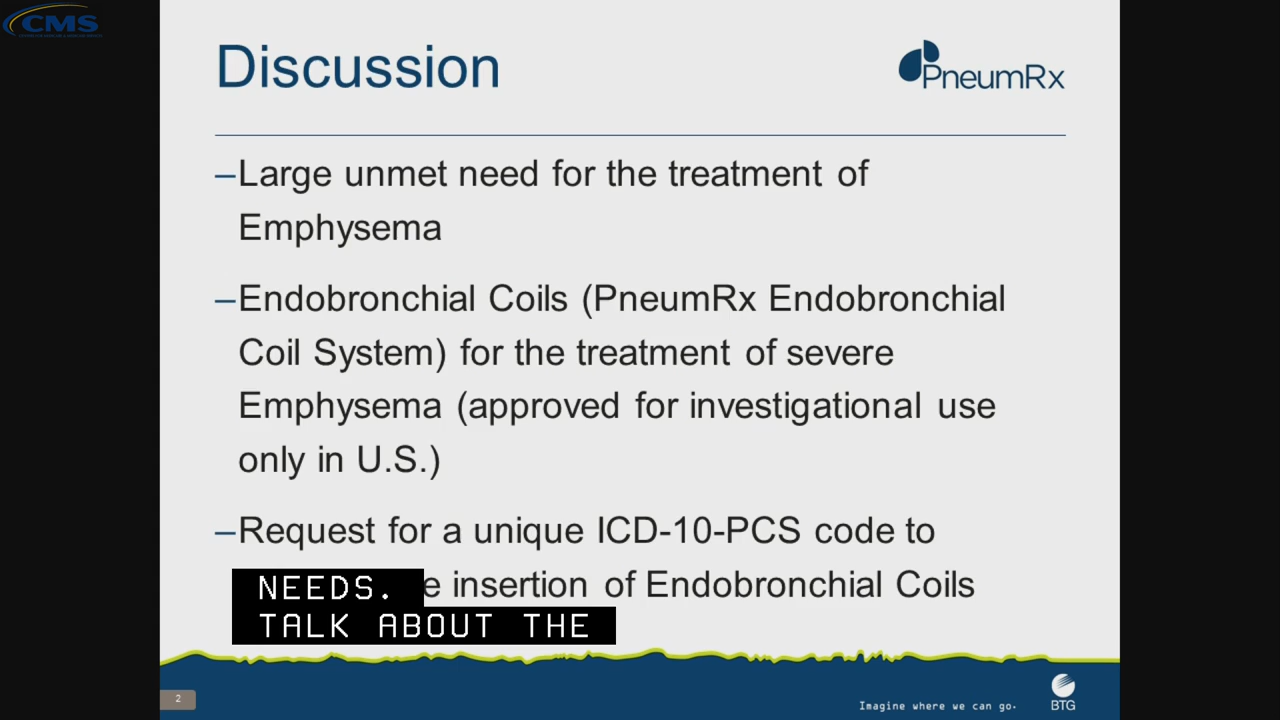 CMS
Discussion
PneumRx
–Large unmet need for the treatment of
Emphysema
–Endobronchial Coils (PneumRx Endobronchial
Coil System) for the treatment of severe
Emphysema (approved for investigational use
only in U.S.)
–Request for a unique ICD-10-PCS code to
e insertion of Endobronchial Coils
NEEDS.
TALK ABOUT THE
2
Imagine where we can go.
BTG